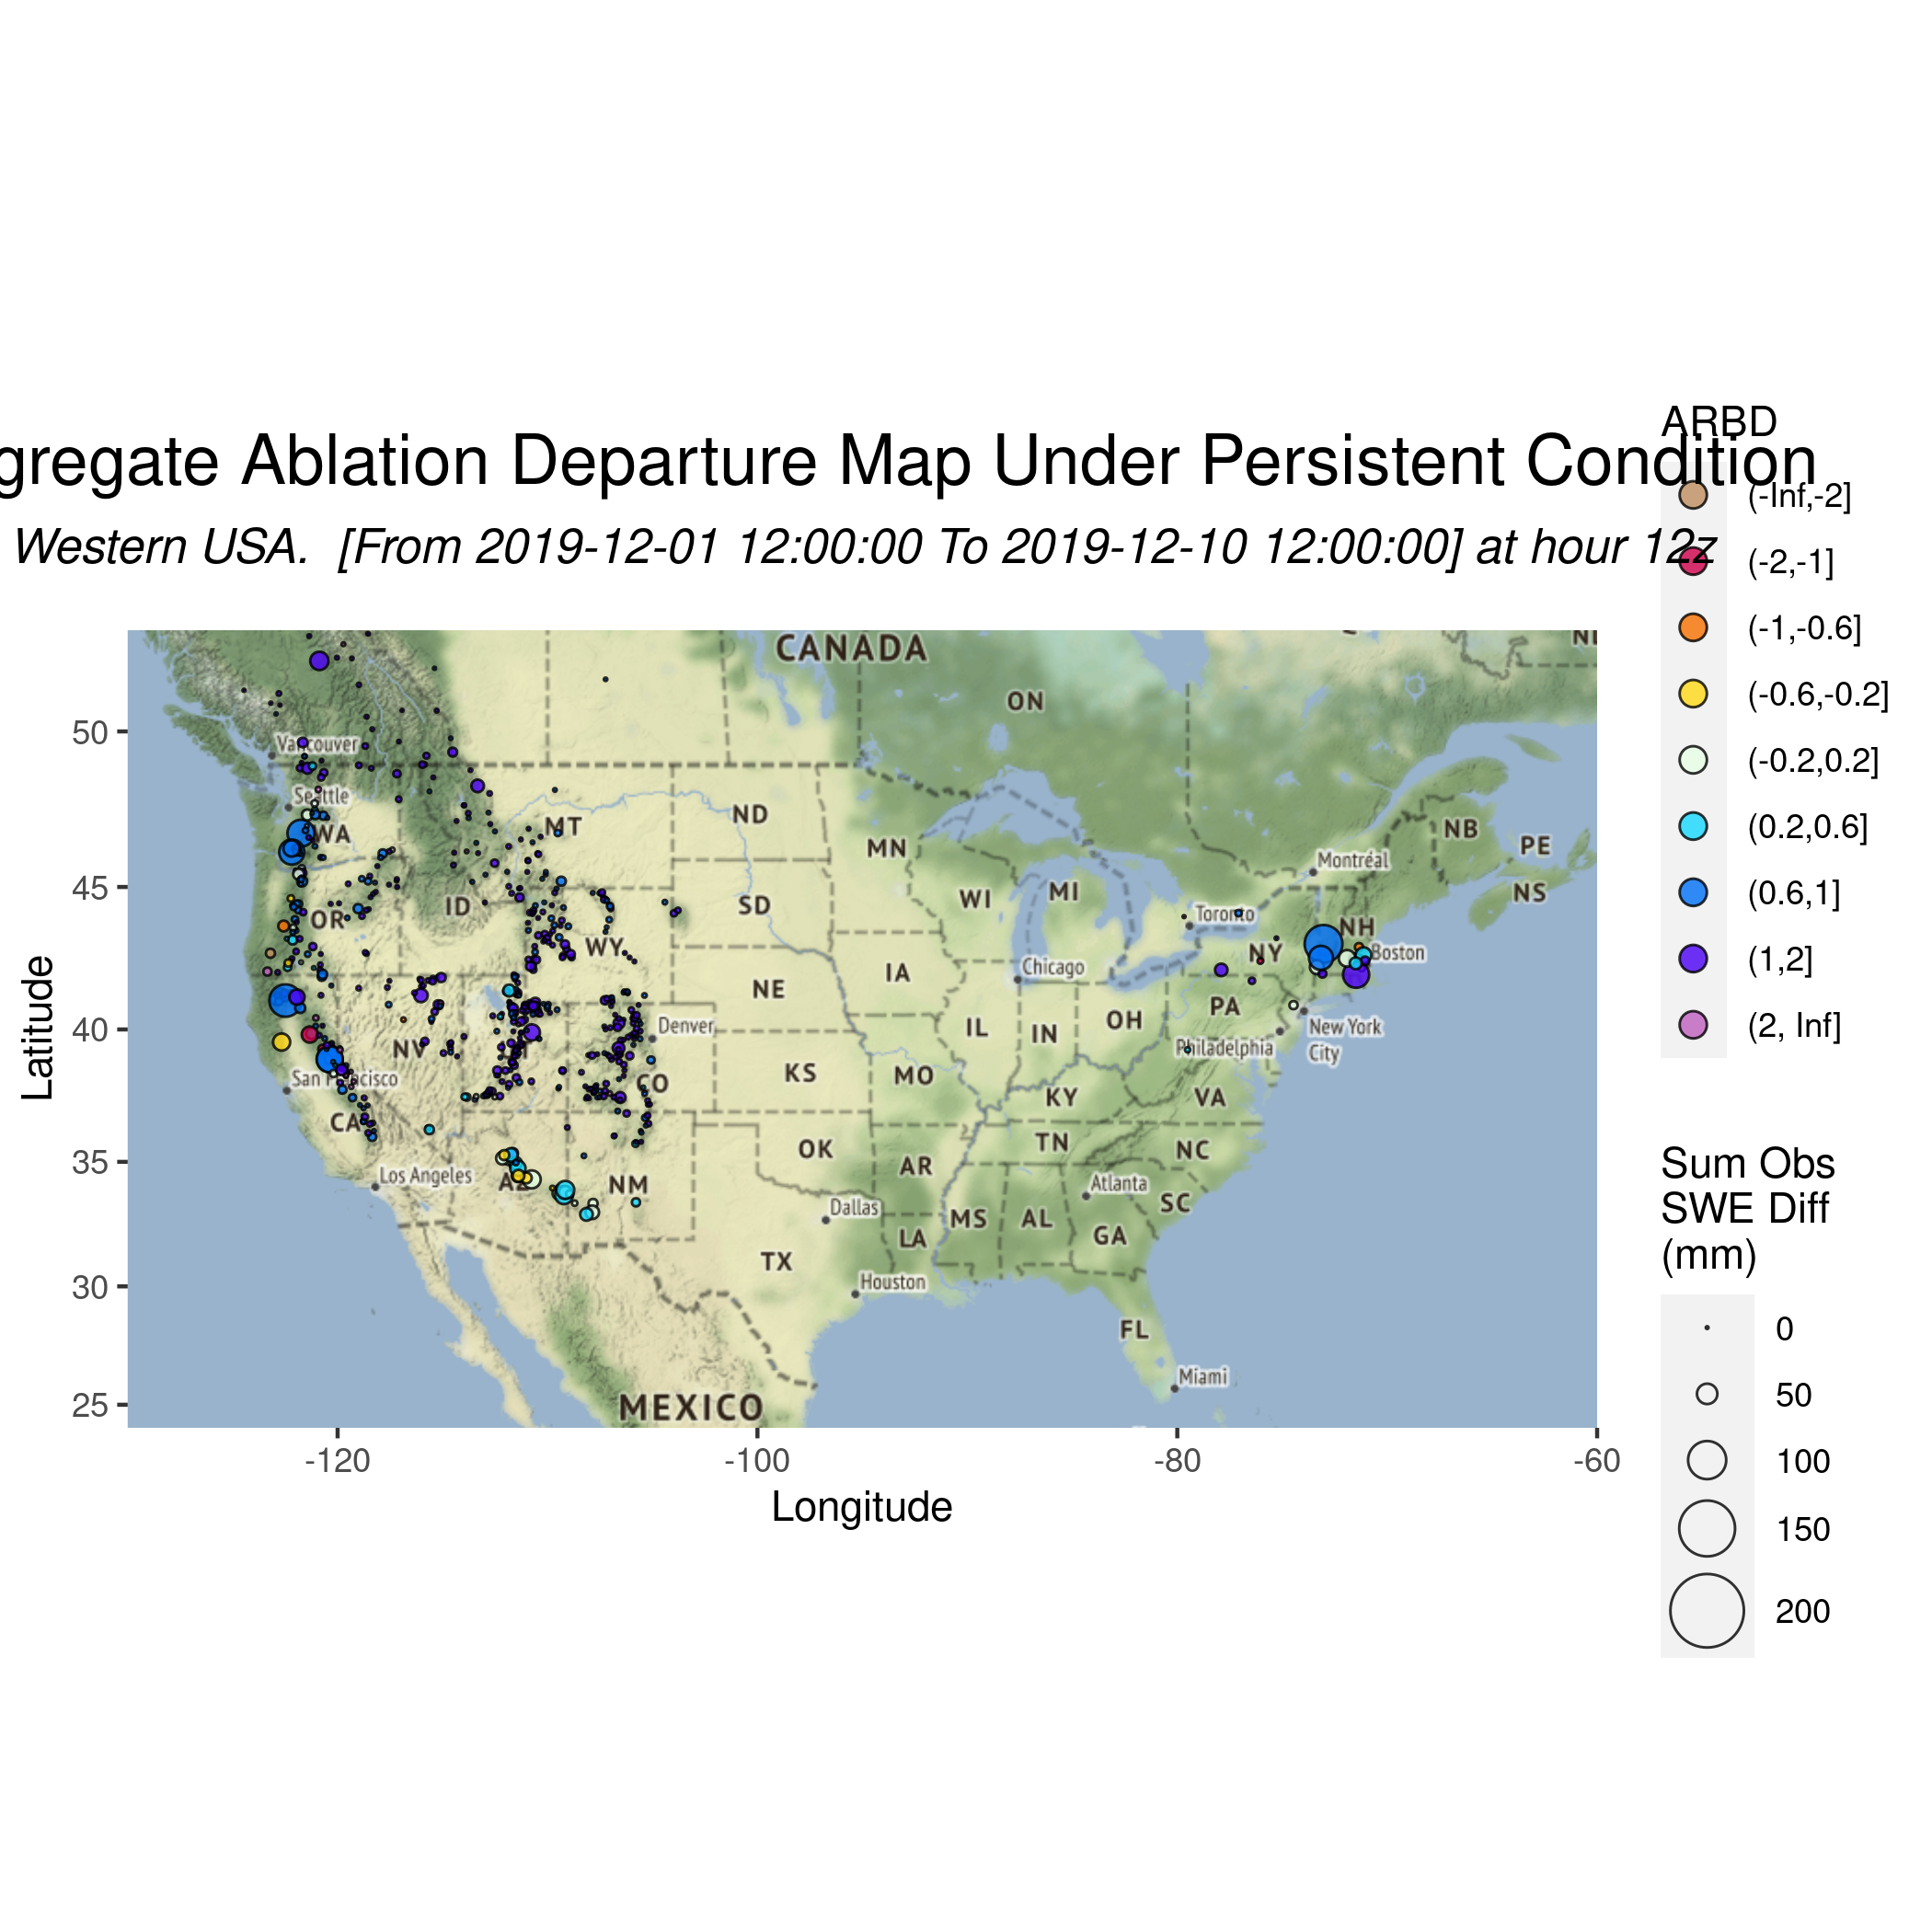 gregate Ablation Departure Map Under Persistent Condition
Western USA.  [From 2019-12-01 12:00:00 To 2019-12-10 12:00:00] at hour 12z
ARBD
(-Inf,-2]
(-2,-1]
(-1,-0.6]
(-0.6,-0.2]
(-0.2,0.2]
(0.2,0.6]
(0.6,1]
(1,2]
(2, Inf]
Sum Obs
SWE Diff
(mm)
0
50
100
150
200
Latitude
50
45
40
35
30
25
-120
-100
-80
-60
Longitude
CANADA
ON
Vancouver
Seattle
WA
MT
ND
MN
NB
PE
Montréal
NS
OR
ID
SD
WI
MI
Toronto
NH
WY
NY
Boston
IA
Chicago
NE
PA
Denver
IL
IN
OH
New York
City
NV
Philadelphia
San Francisco
CO
KS
MO
KY
VA
CA
OK
TN
NC
Los Angeles
AZ
NM
AR
Atlanta
SC
Dallas
MS
AL
GA
LA
TX
Houston
FL
Miami
MEXICO